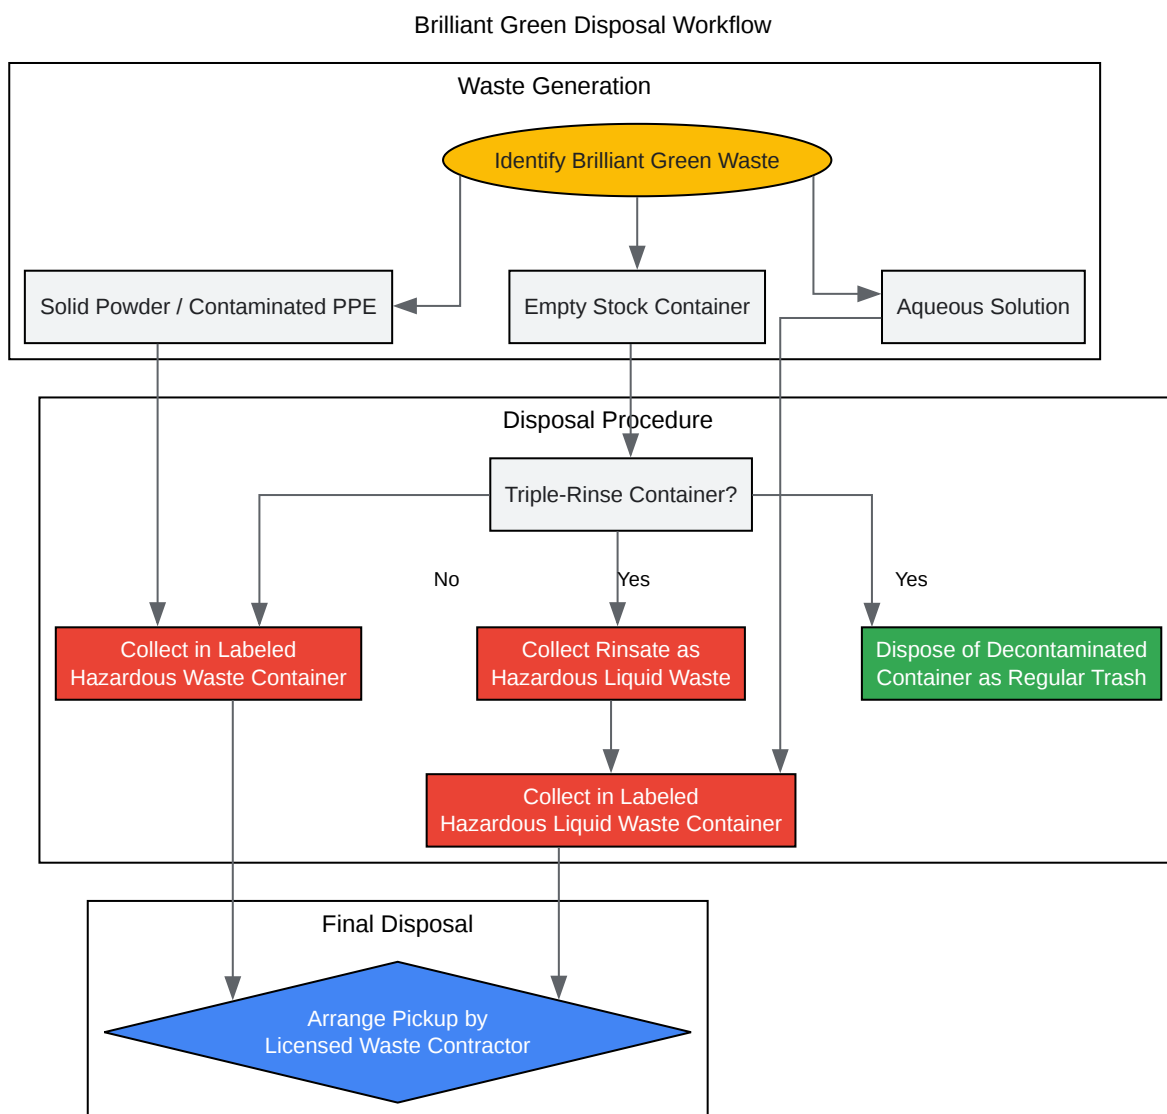 Brilliant Green Disposal Workflow
Waste Generation
Identify Brilliant Green Waste
Solid Powder / Contaminated PPE
Empty Stock Container
Aqueous Solution
Disposal Procedure
Triple-Rinse Container?
No
Yes
Yes
Collect in Labeled
Hazardous Waste Container
Collect Rinsate as
Hazardous Liquid Waste
Dispose of Decontaminated
Container as Regular Trash
Collect in Labeled
Hazardous Liquid Waste Container
Final Disposal
Arrange Pickup by
Licensed Waste Contractor